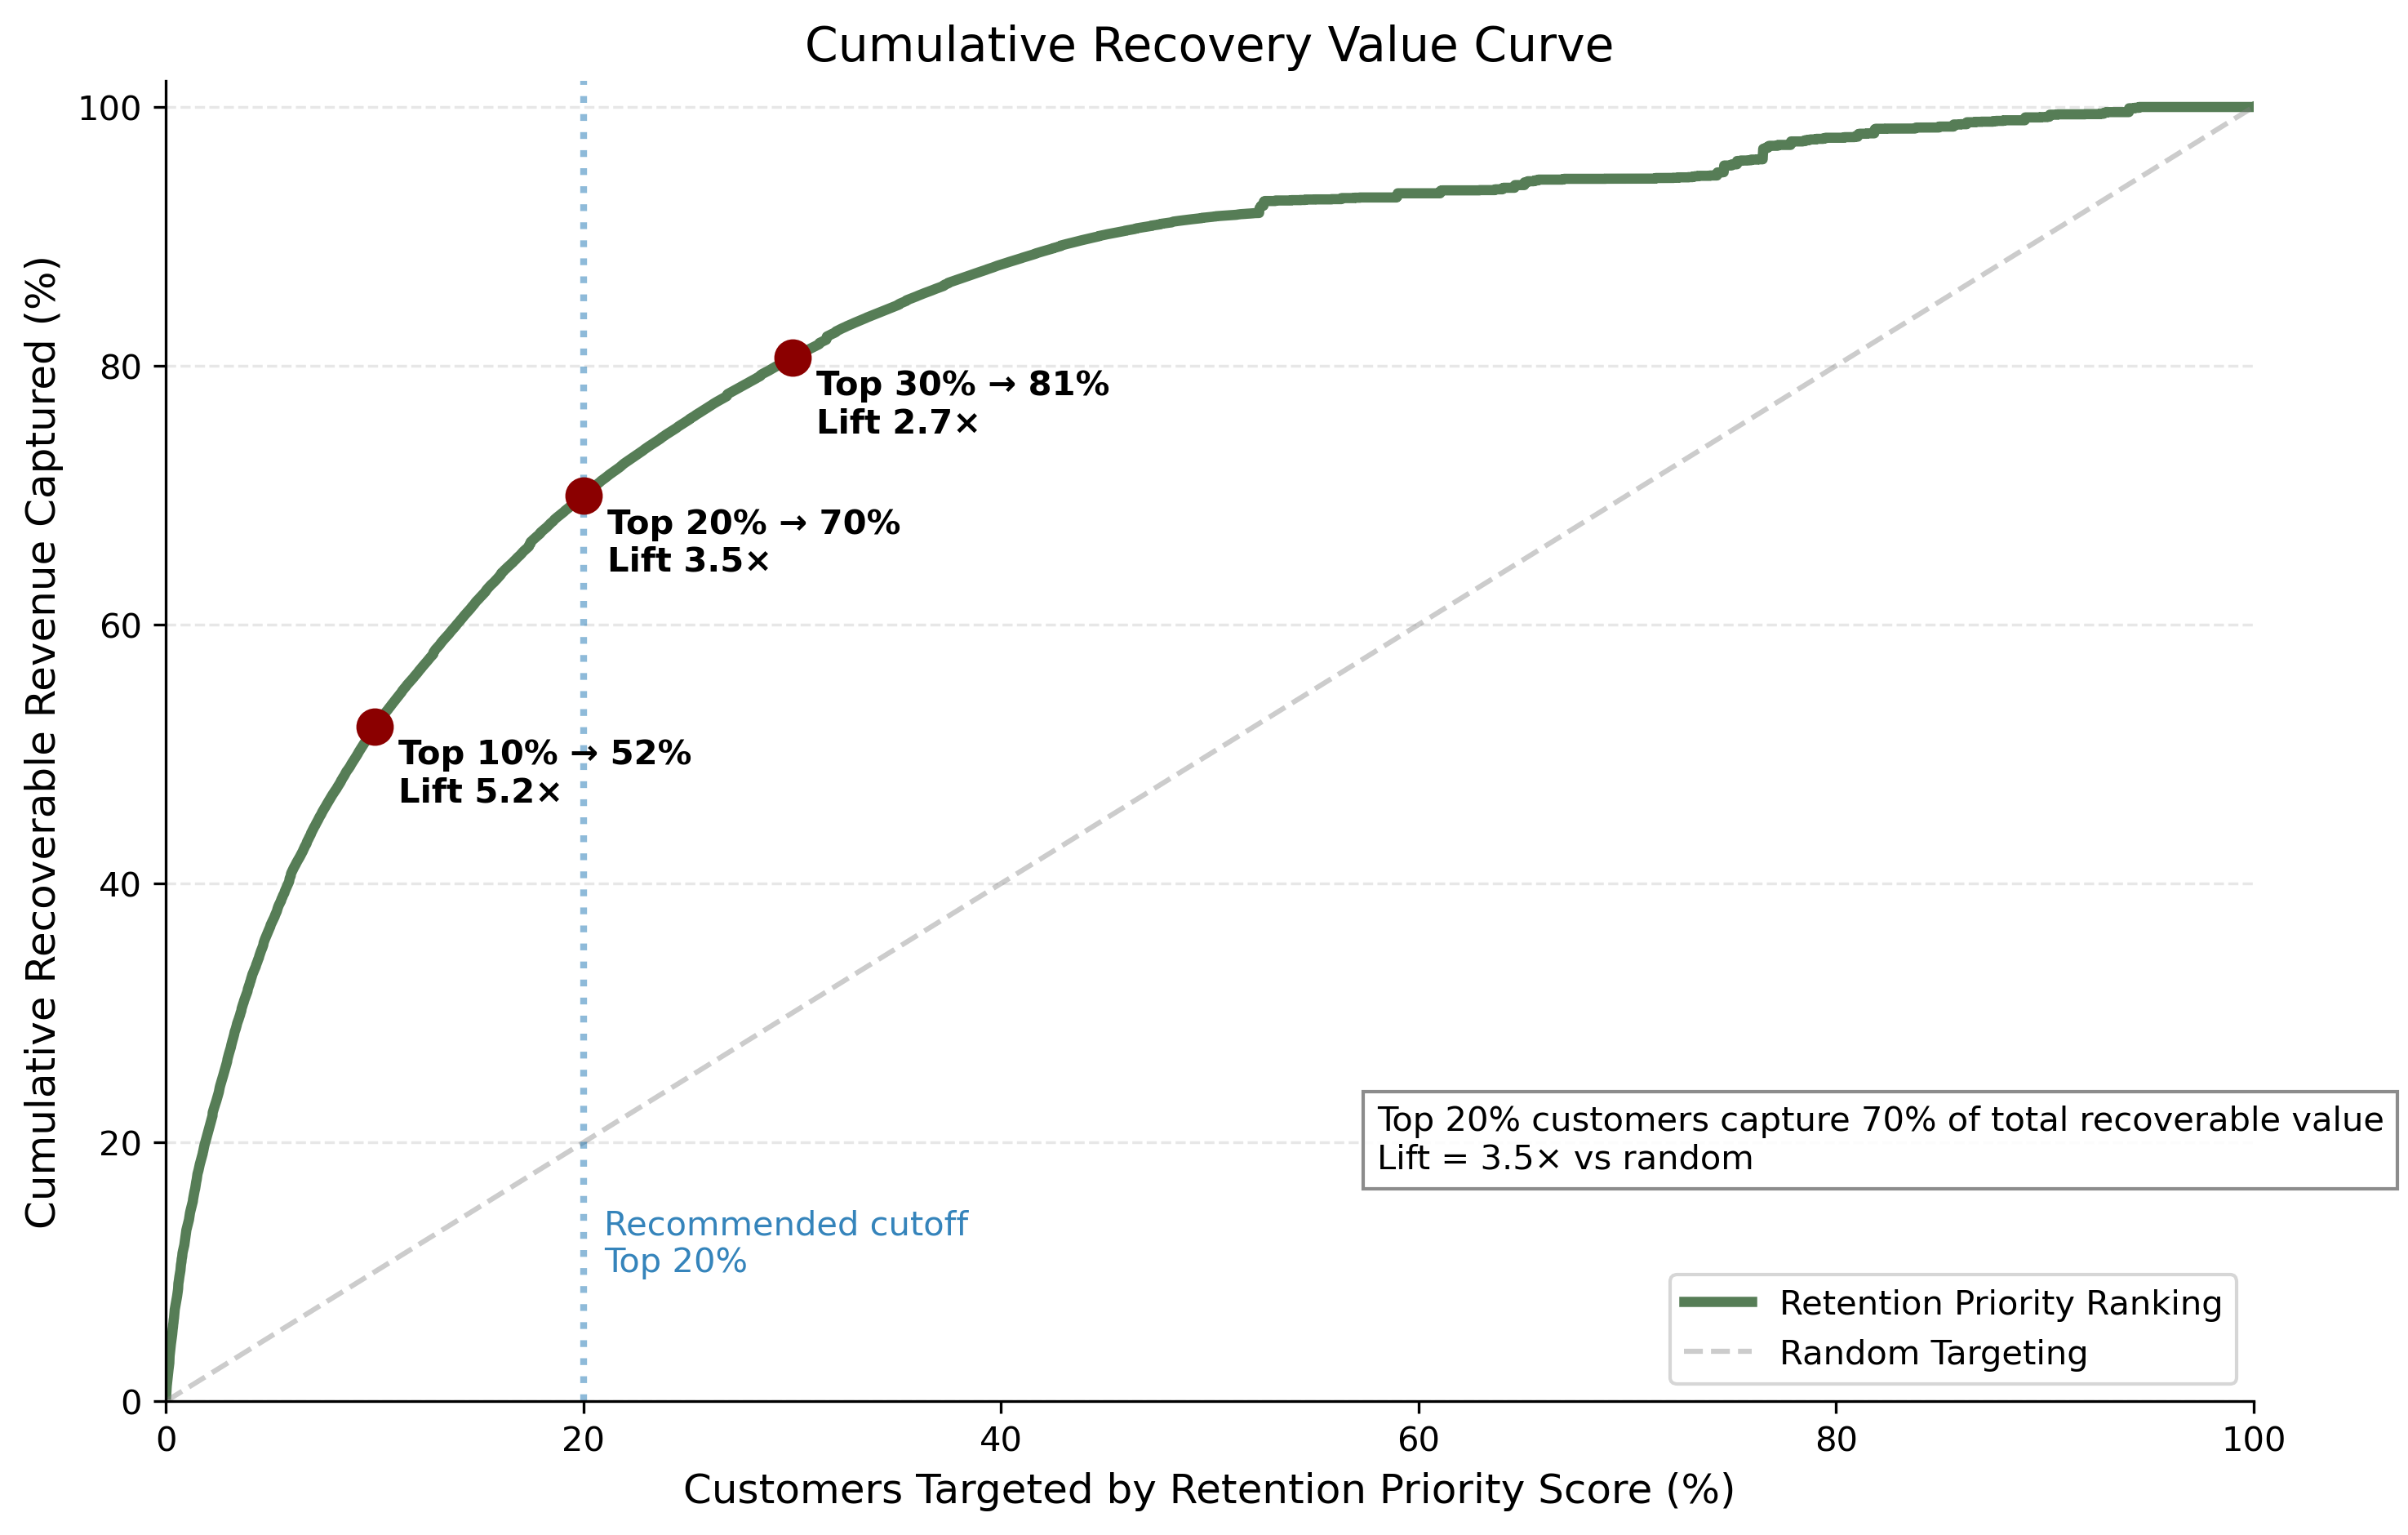 Cumulative Recovery Value Curve
Cumulative Recoverable Revenue Captured (%)
100
80
60
40
20
0
Top 30% → 81%
Lift 2.7×
Top 20% → 70%
Lift 3.5×
Top 10% → 52%
Lift 5.2×
Top 20% customers capture 70% of total recoverable value
Lift = 3.5× vs random
Recommended cutoff
Top 20%
Retention Priority Ranking
Random Targeting
0 20 40 60 80 100
Customers Targeted by Retention Priority Score (%)